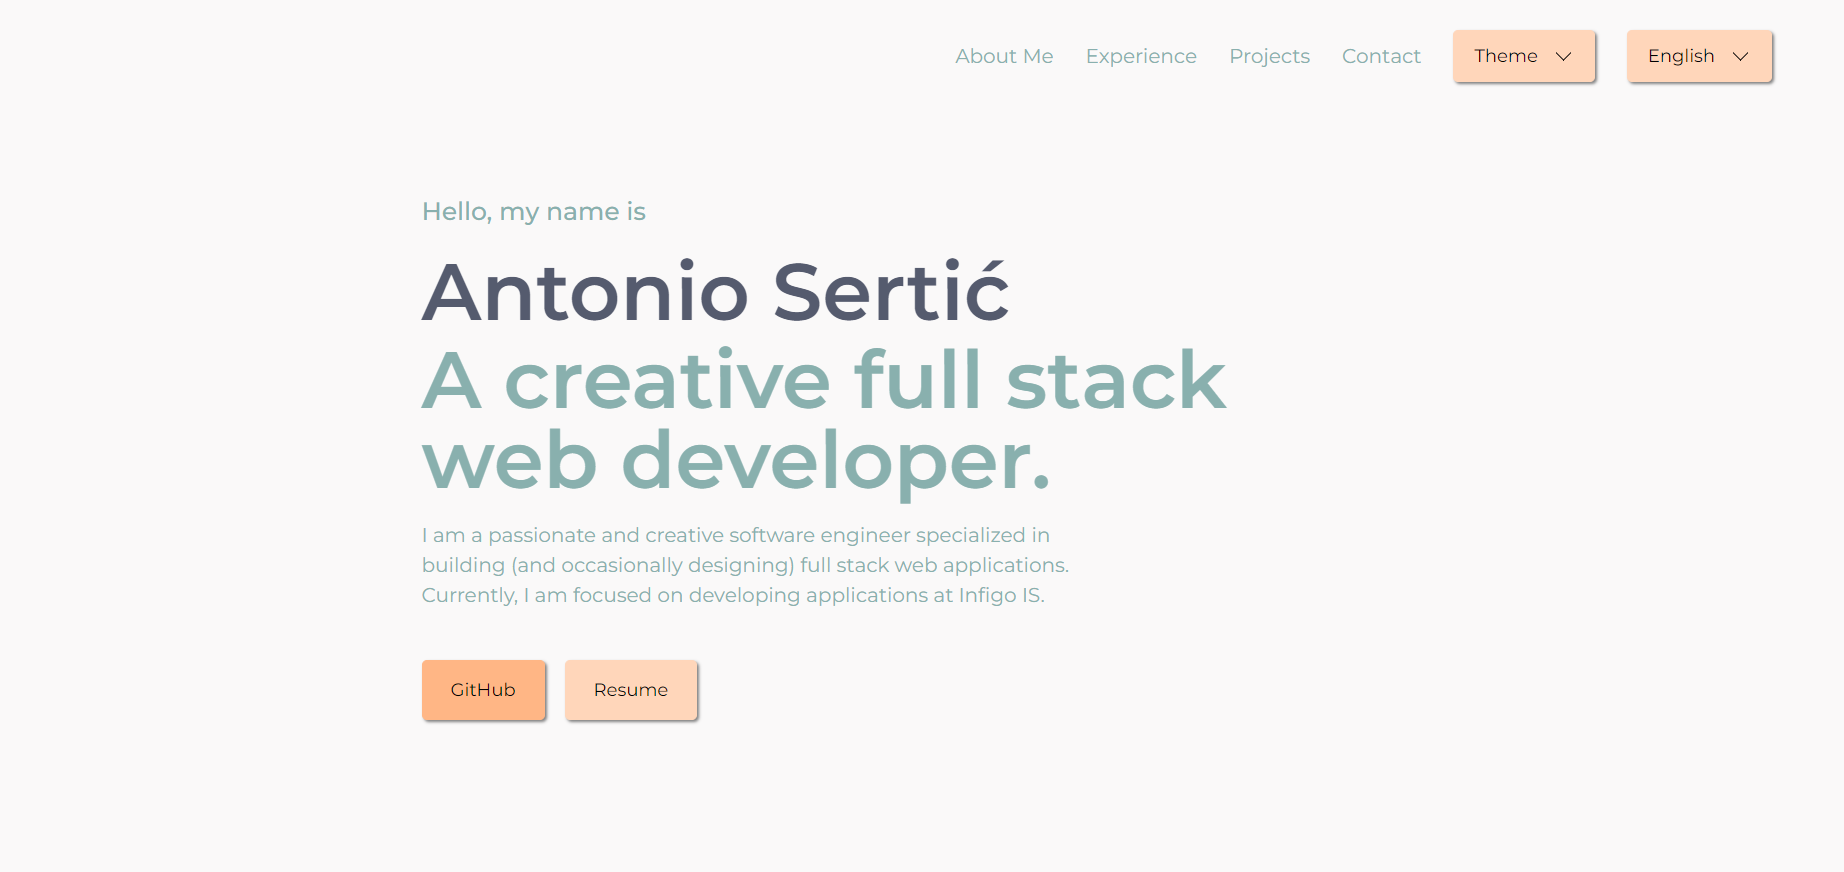 About Me Experience Projects Contact Theme English
Hello, my name is
Antonio Sertić
A creative full stack
web developer.
I am a passionate and creative software engineer specialized in
building (and occasionally designing) full stack web applications.
Currently, I am focused on developing applications at Infigo IS.
GitHub Resume